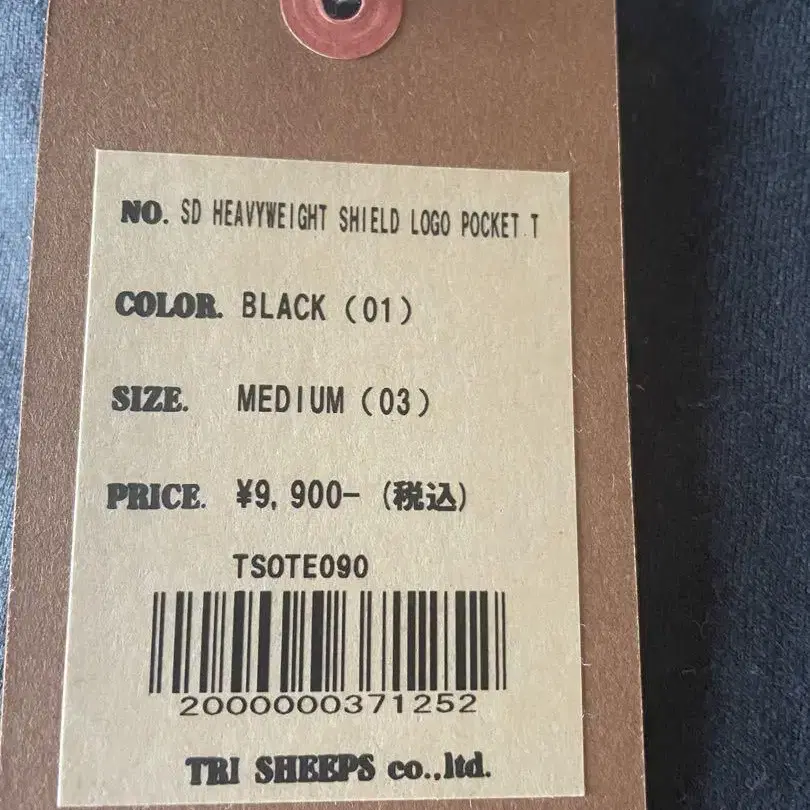 NO. SD HEAVYWEIGHT SHIELD LOGO POCKET T
COLOR. BLACK (01)
SIZE. MEDIUM (03)
PRICE. ¥9,900- (税込)
TSOTE090
2000000371252
TRI SHEEPS co.,ltd.